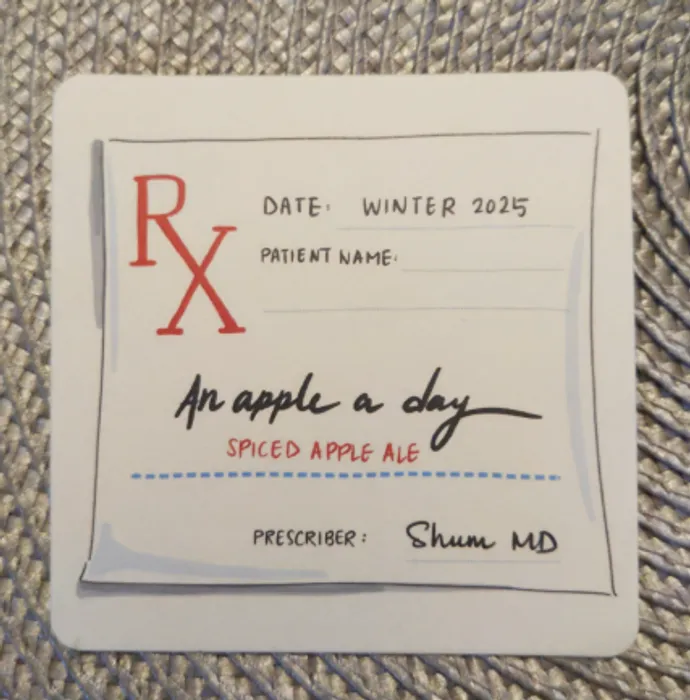 RX
DATE: WINTER 2025
PATIENT NAME:
An apple a day
SPICED APPLE ALE
PRESCRIBER: Shum MD